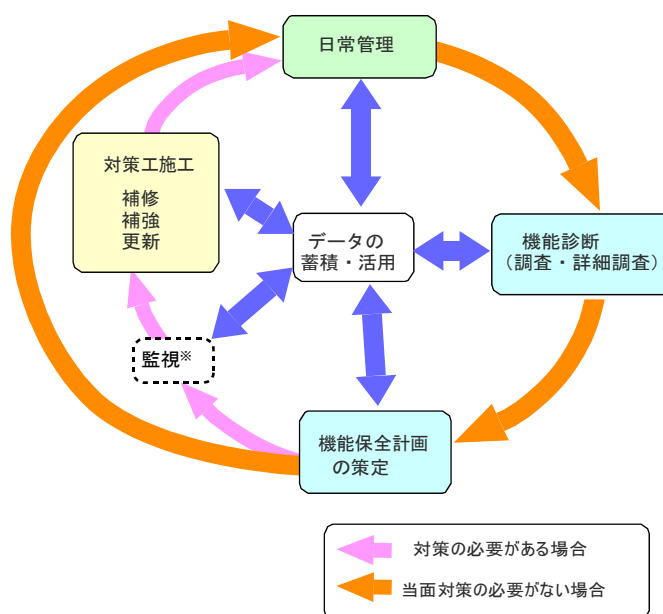 日常管理
対策工施工
補修
補強
更新
データの
蓄積・活用
機能診断
（調査・詳細調査）
監視※
機能保全計画
の策定
対策の必要がある場合
当面対策の必要がない場合